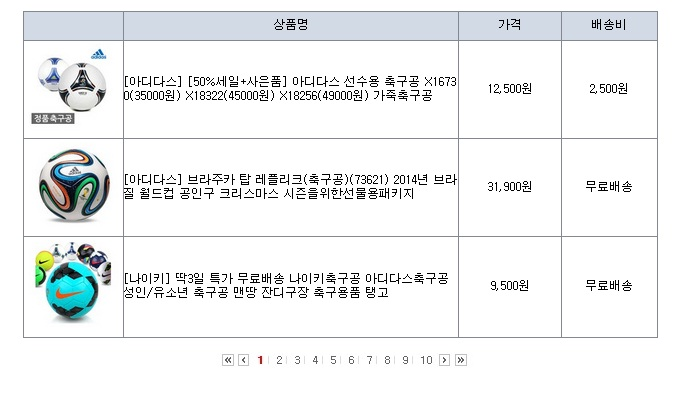 상품명 가격 배송비
adidas
정품축구공
[아디다스] [50%세일+사은품] 아디다스 선수용 축구공 X1673
0(35000원) X18322(45000원) X18256(49000원) 가죽축구공
12,500원 2,500원
[아디다스] 브라주카 탑 레플리크(축구공)(73621) 2014년 브라
질 월드컵 공인구 크리스마스 시즌을위한선물용패키지
31,900원 무료배송
[나이키] 딱3일 특가 무료배송 나이키축구공 아디다스축구공
성인/유소년 축구공 맨땅 잔디구장 축구용품 탱고
9,500원 무료배송
1 2 3 4 5 6 7 8 9 10